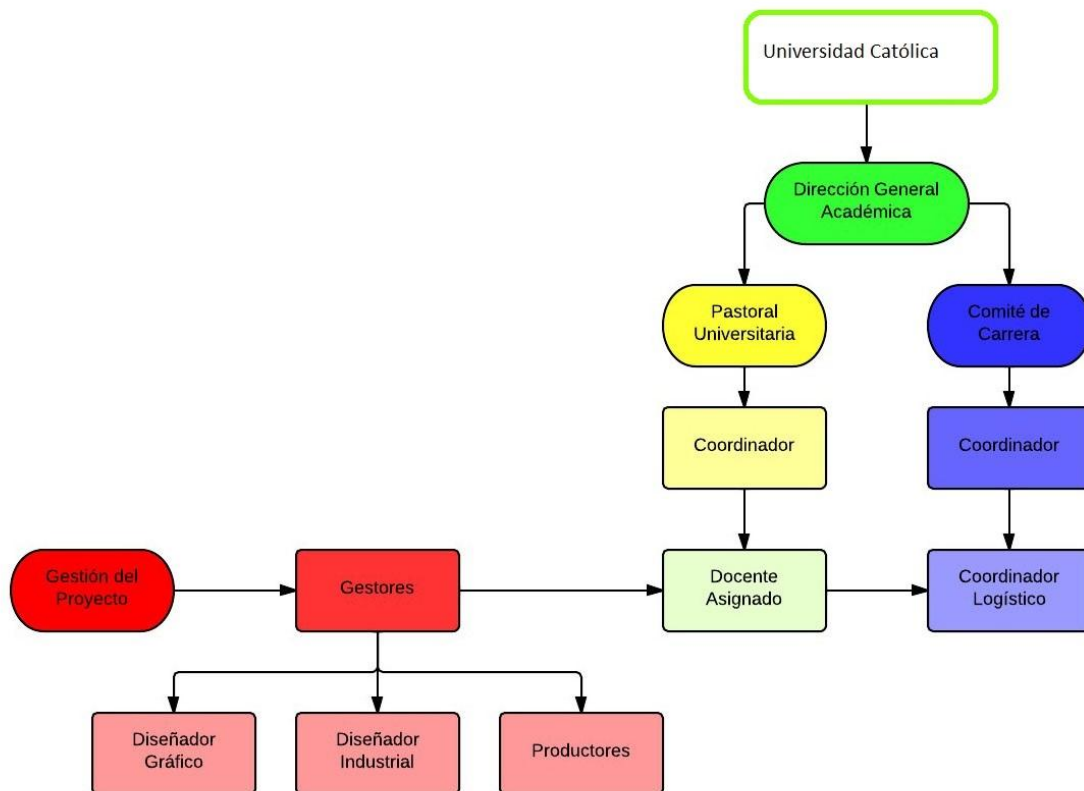 Universidad Católica
Dirección General
Académica
Pastoral
Universitaria
Comité de
Carrera
Coordinador
Coordinador
Gestión del
Proyecto
Gestores
Docente
Asignado
Coordinador
Logístico
Diseñador
Gráfico
Diseñador
Industrial
Productores